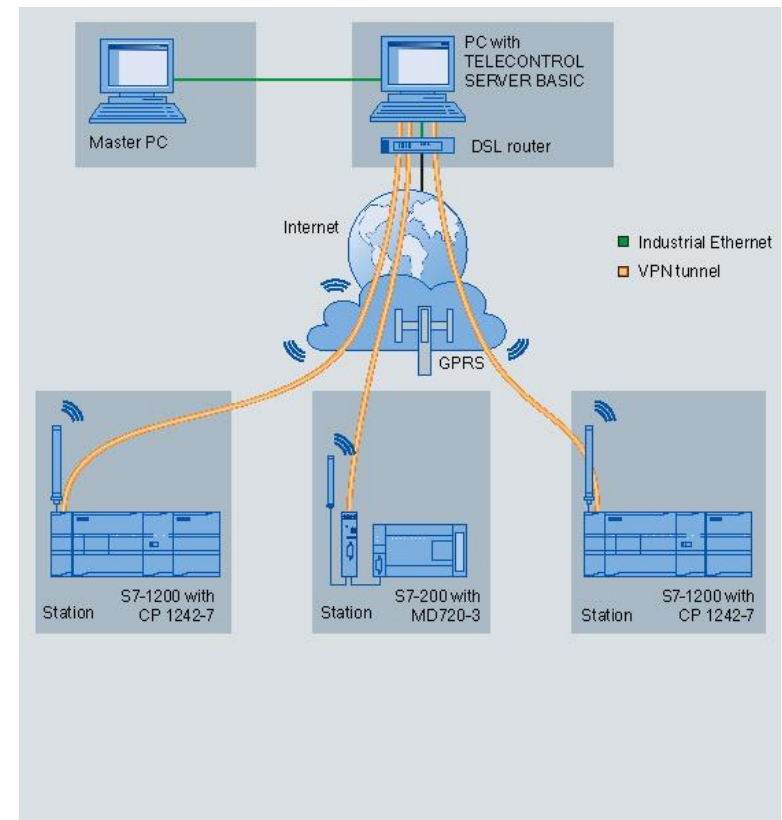 PC with
TELECONTROL
SERVER BASIC
Master PC
DSL router
Internet
Industrial Ethernet
VPN tunnel
GPRS
S7-1200 with
CP 1242-7
Station
S7-200 with
MD720-3
Station
S7-1200 with
CP 1242-7
Station